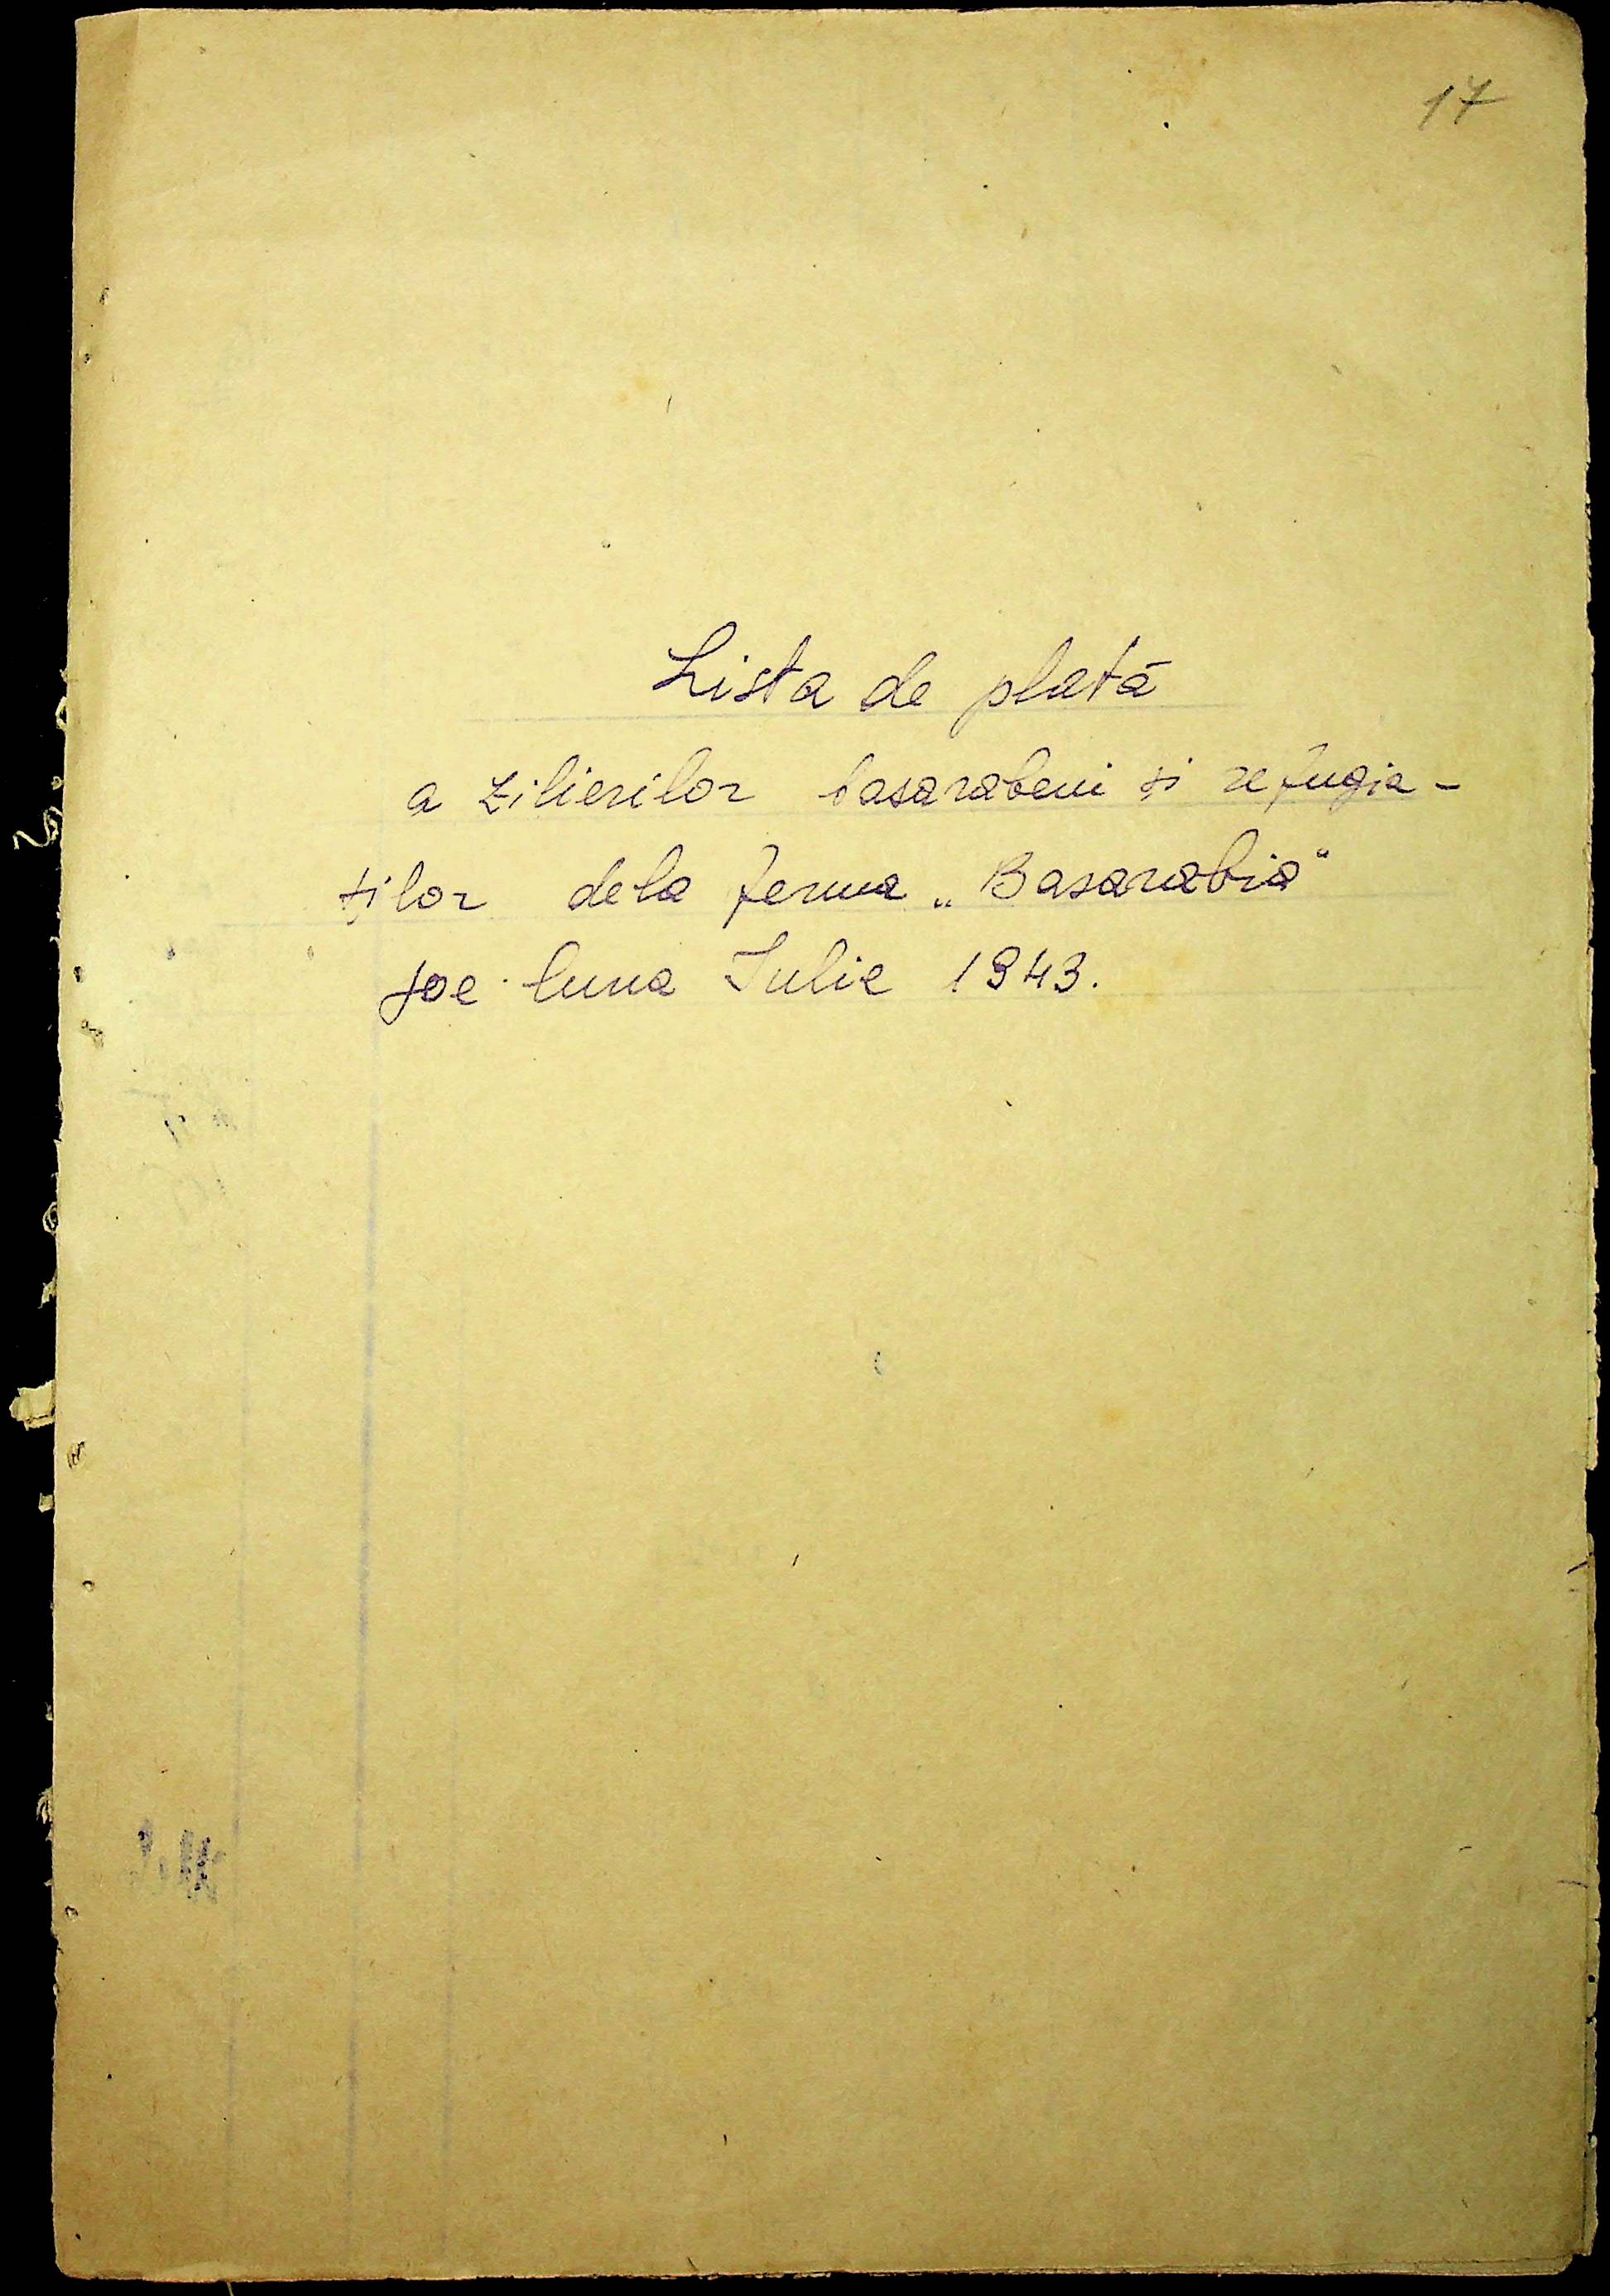 17
Lista de plată
a zilierilor basarabeni și refugia-
ților dela ferma „Basarabia"
pe luna Iulie 1943.